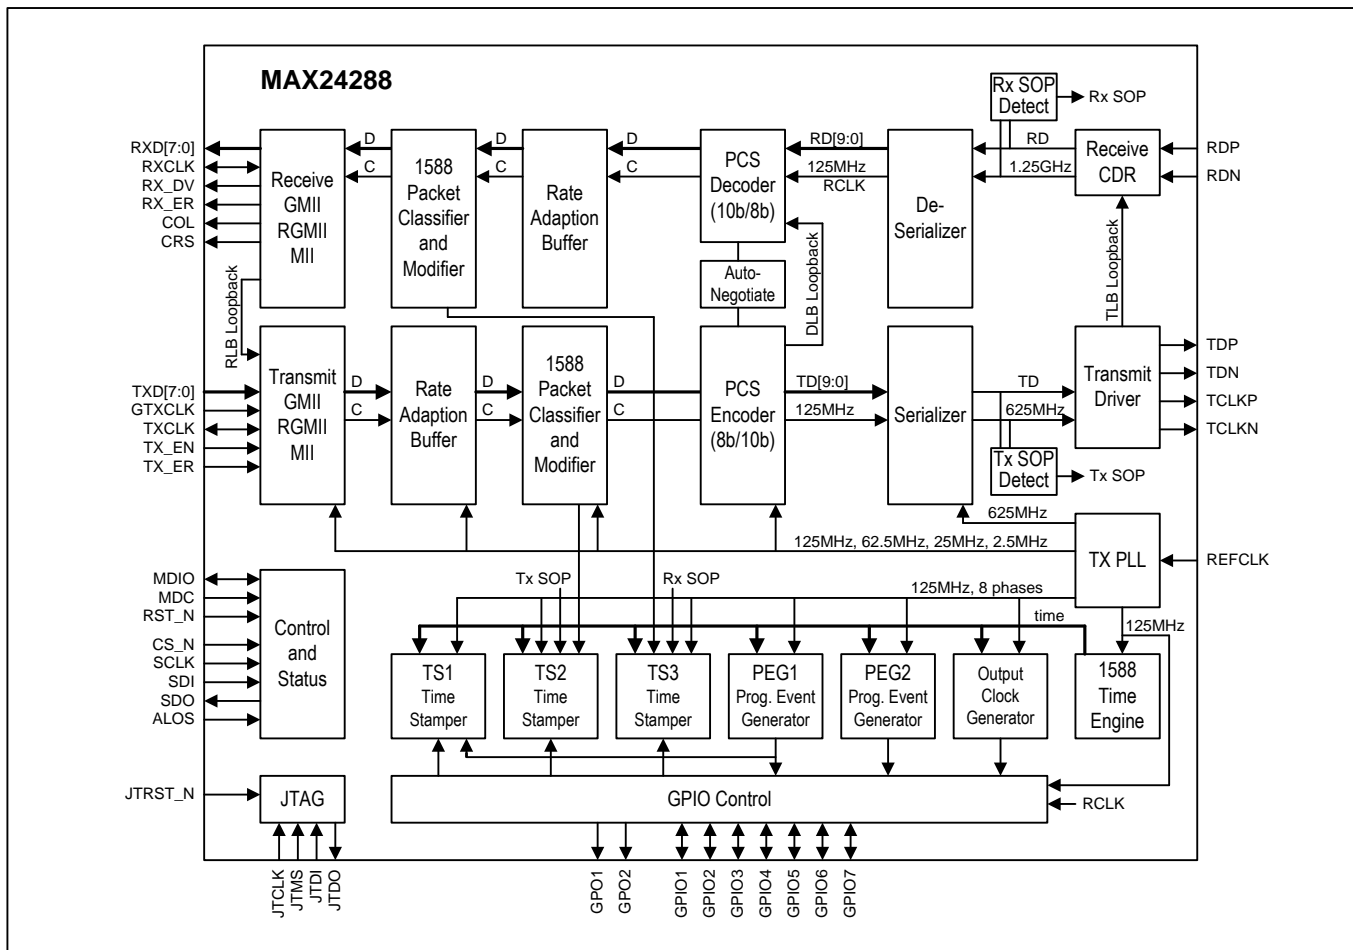 MAX24288
Rx SOP
Detect
Rx SOP
RXD[7:0]
RXCLK
RX_DV
RX_ER
COL
CRS
Receive
GMII
RGMII
MII
D
C
1588
Packet
Classifier
and
Modifier
D
C
Rate
Adaption
Buffer
D
C
PCS
Decoder
(10b/8b)
RD[9:0]
125MHz
RCLK
De-
Serializer
RD
1.25GHz
Receive
CDR
RDP
RDN
RLB Loopback
Auto-
Negotiate
DLB Loopback
TLB Loopback
TXD[7:0]
GTXCLK
TXCLK
TX_EN
TX_ER
Transmit
GMII
RGMII
MII
D
C
Rate
Adaption
Buffer
D
C
1588
Packet
Classifier
and
Modifier
D
C
PCS
Encoder
(8b/10b)
TD[9:0]
125MHz
Serializer
TD
625MHz
Transmit
Driver
TDP
TDN
TCLKP
TCLKN
Tx SOP
Detect
Tx SOP
625MHz
125MHz, 62.5MHz, 25MHz, 2.5MHz
TX PLL
REFCLK
MDIO
MDC
RST_N
CS_N
SCLK
SDI
SDO
ALOS
Control
and
Status
Tx SOP
Rx SOP
125MHz, 8 phases
time
125MHz
TS1
Time
Stamper
TS2
Time
Stamper
TS3
Time
Stamper
PEG1
Prog. Event
Generator
PEG2
Prog. Event
Generator
Output
Clock
Generator
1588
Time
Engine
JTRST_N
JTAG
GPIO Control
RCLK
JTCLK
JTMS
JTDI
JTDO
GPO1
GPO2
GPIO1
GPIO2
GPIO3
GPIO4
GPIO5
GPIO6
GPIO7